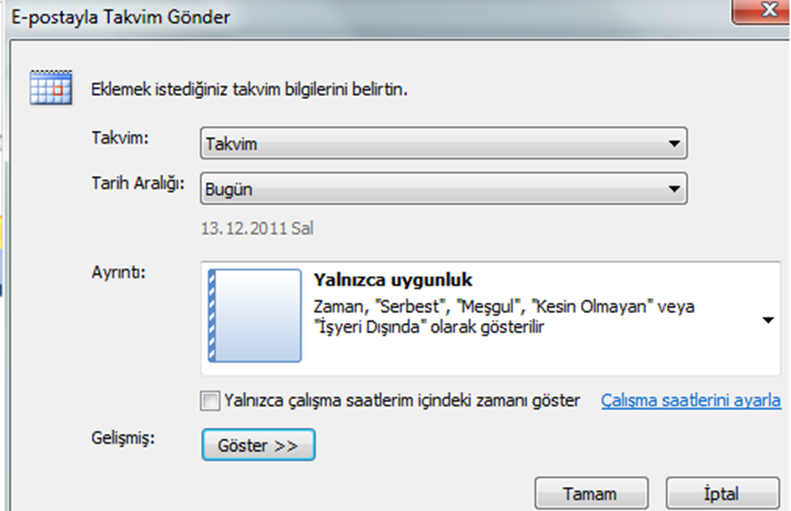 E-postayla Takvim Gönder
Eklemek istediğiniz takvim bilgilerini belirtin.
Takvim: Takvim
Tarih Aralığı: Bugün
13.12.2011 Sal
Ayrıntı: Yalnızca uygunluk
Zaman, "Serbest", "Meşgul", "Kesin Olmayan" veya
"İşyeri Dışında" olarak gösterilir
Yalnızca çalışma saatlerim içindeki zamanı göster Çalışma saatlerini ayarla
Gelişmiş: Göster >>
Tamam İptal